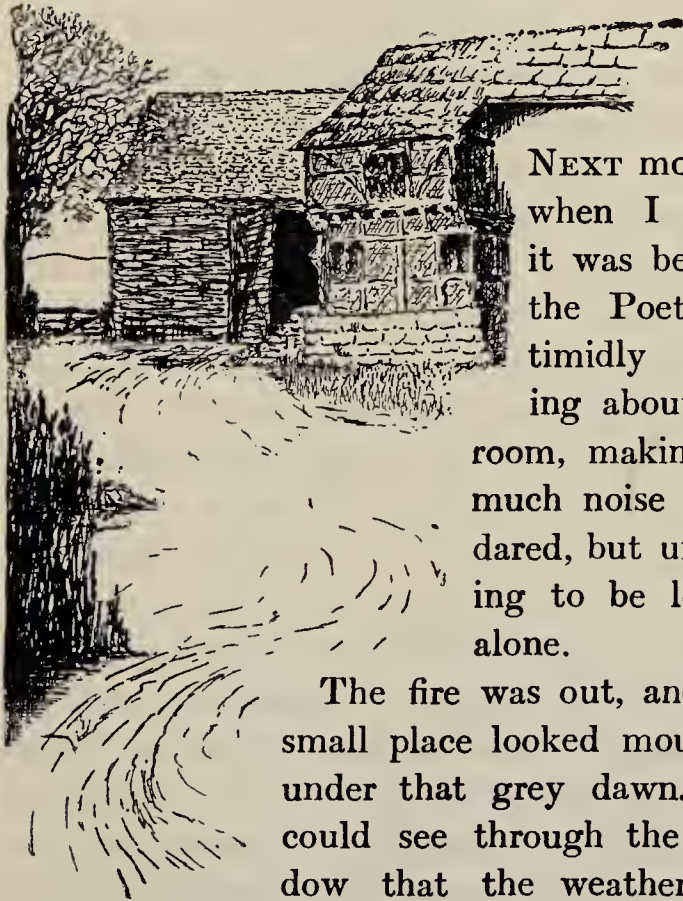 NEXT mo
when I
it was be
the Poet
timidly
ing abou
room, makin
much noise
dared, but u
ing to be l
alone.
The fire was out, an
small place looked mou
under that grey dawn.
could see through the
dow that the weather